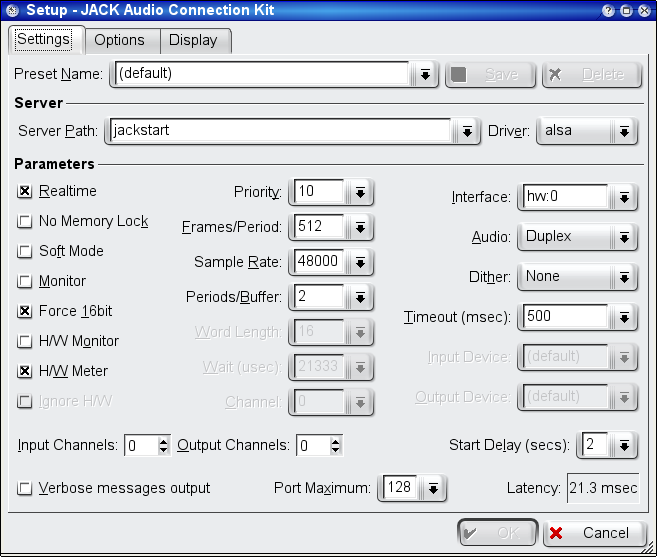 Setup - JACK Audio Connection Kit
Settings Options Display
Preset Name: (default) Save Delete
Server
Server Path: jackstart Driver: alsa
Parameters
Realtime Priority: 10 Interface: hw:0
No Memory Lock Frames/Period: 512 Audio: Duplex
Soft Mode Sample Rate: 48000 Dither: None
Monitor Periods/Buffer: 2 Timeout (msec): 500
Force 16bit Word Length: 16 Input Device: (default)
H/W Monitor Wait (usec): 21333 Output Device: (default)
H/W Meter Channel: 0
Ignore H/W
Input Channels: 0 Output Channels: 0 Start Delay (secs): 2
Verbose messages output Port Maximum: 128 Latency: 21.3 msec
OK Cancel